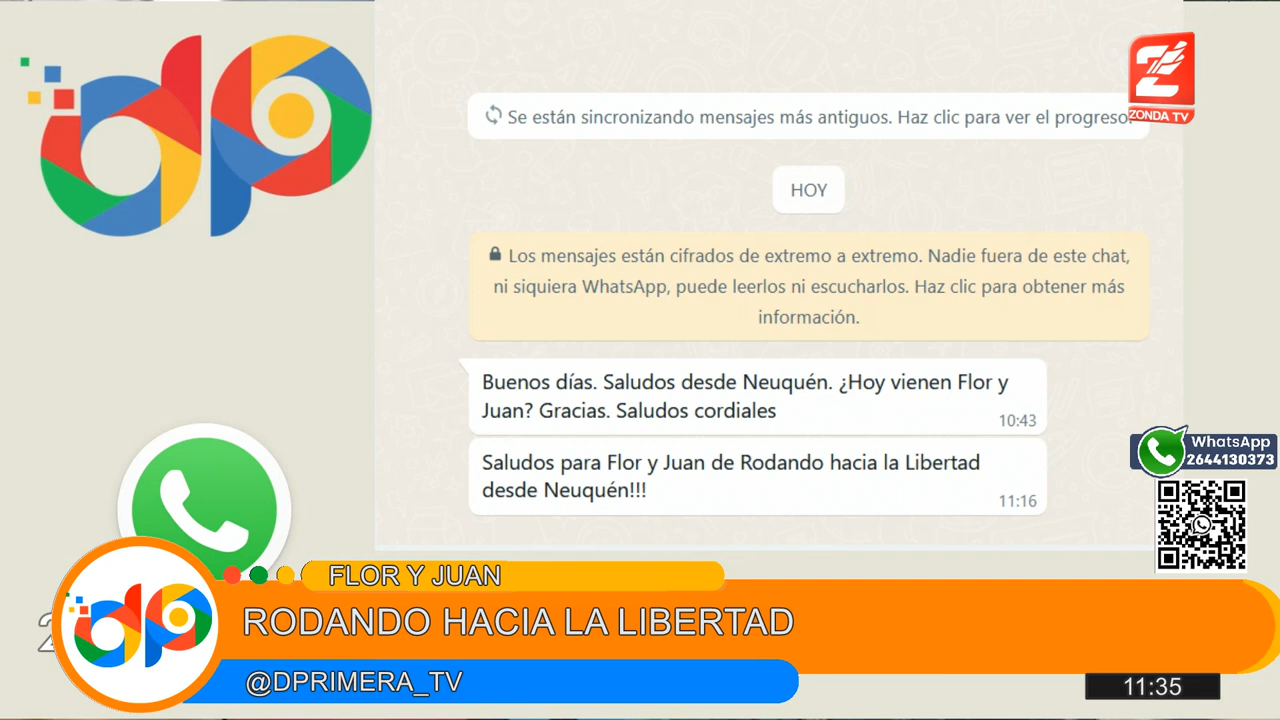 ZONDA TV
Se están sincronizando mensajes más antiguos. Haz clic para ver el progreso.
HOY
Los mensajes están cifrados de extremo a extremo. Nadie fuera de este chat,
ni siquiera WhatsApp, puede leerlos ni escucharlos. Haz clic para obtener más
información.
Buenos días. Saludos desde Neuquén. ¿Hoy vienen Flor y
Juan? Gracias. Saludos cordiales
10:43
Saludos para Flor y Juan de Rodando hacia la Libertad
desde Neuquén!!!
11:16
WhatsApp
2644130373
FLOR Y JUAN
RODANDO HACIA LA LIBERTAD
@DPRIMERA_TV
11:35